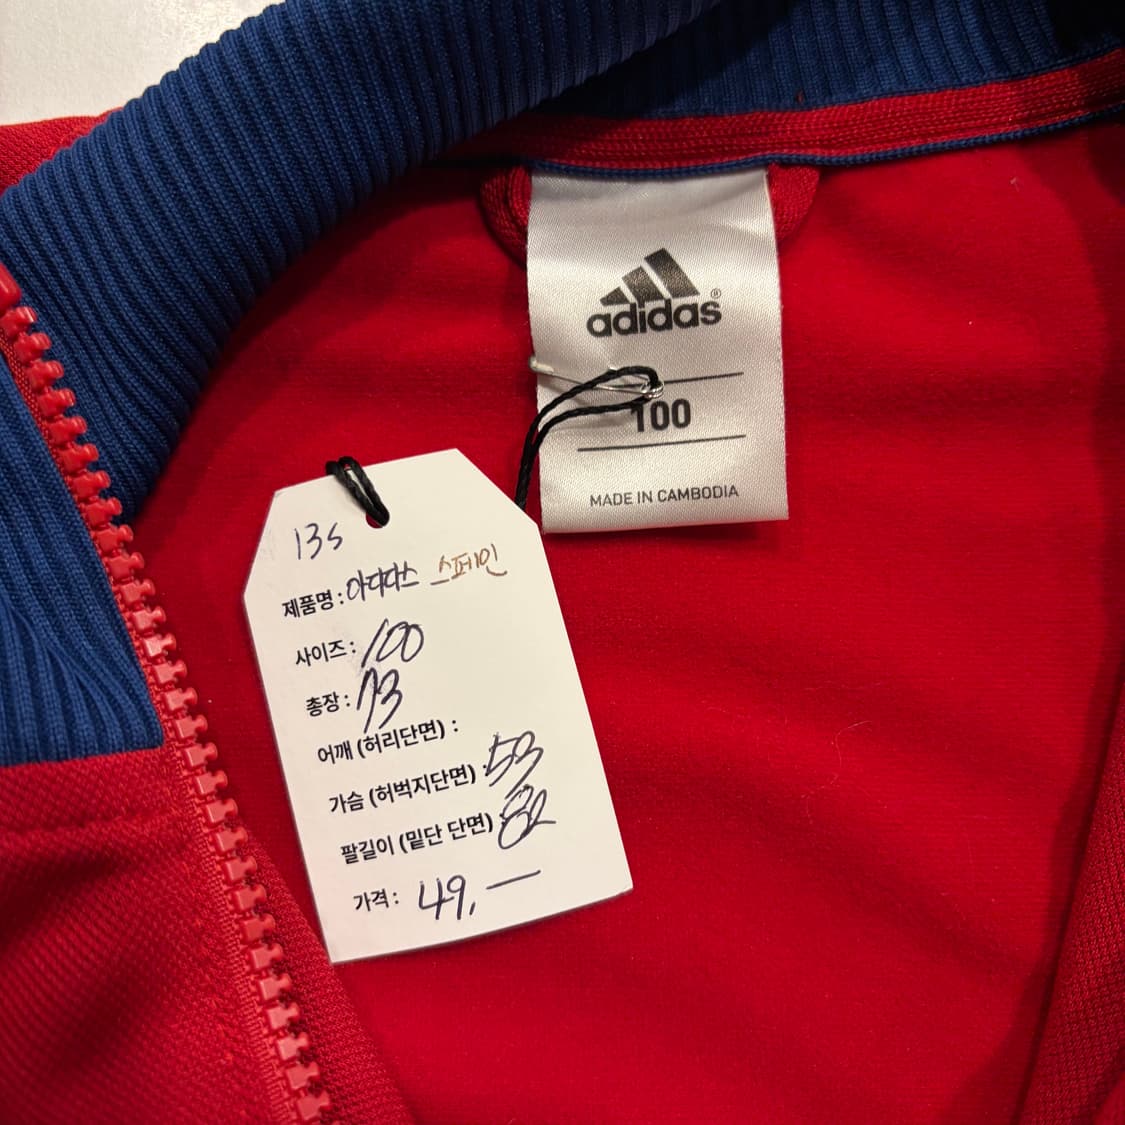 adidas®
100
MADE IN CAMBODIA
13s
제품명 : 아디다스 스페인
사이즈 : 100
총장 : 73
어깨 (허리단면) :
가슴 (허벅지단면) : 53
팔길이 (밑단 단면) : 82
가격 : 49,—